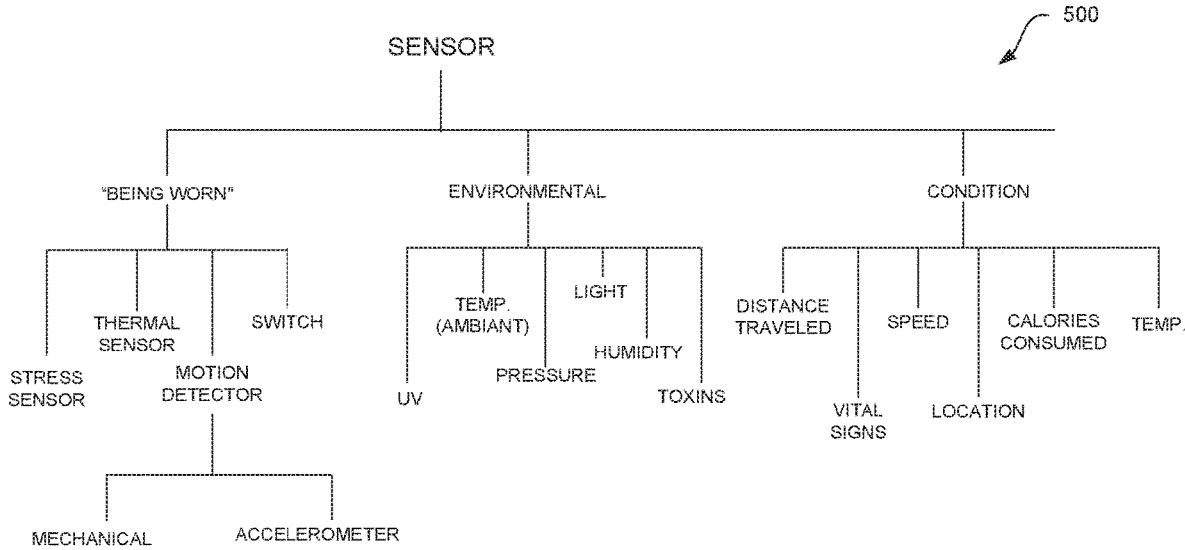 500
SENSOR
"BEING WORN"
ENVIRONMENTAL
CONDITION
STRESS
SENSOR
THERMAL
SENSOR
MOTION
DETECTOR
SWITCH
MECHANICAL
ACCELEROMETER
UV
TEMP.
(AMBIANT)
PRESSURE
LIGHT
HUMIDITY
TOXINS
DISTANCE
TRAVELED
VITAL
SIGNS
SPEED
LOCATION
CALORIES
CONSUMED
TEMP.